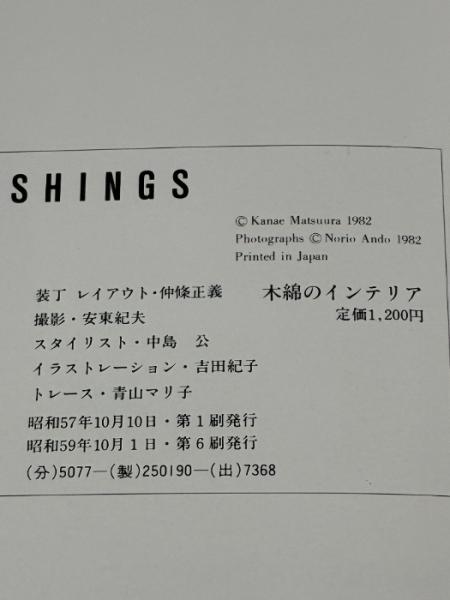 SHINGS
© Kanae Matsuura 1982
Photographs © Norio Ando 1982
Printed in Japan
装丁 レイアウト・仲條正義
木綿のインテリア
撮影・安東紀夫
定価1,200円
スタイリスト・中島 公
イラストレーション・吉田紀子
トレース・青山マリ子
昭和57年10月10日・第1刷発行
昭和59年10月1日・第6刷発行
(分)5077―(製)250190―(出)7368